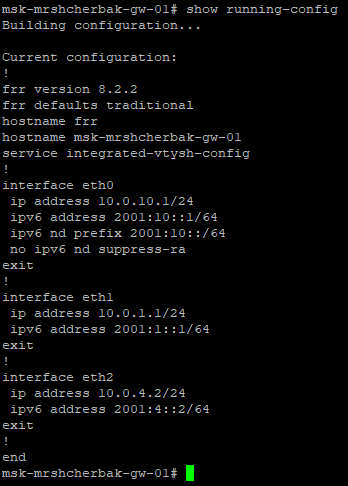 msk-mrshcherbak-gw-01# show running-config
Building configuration...
Current configuration:
!
frr version 8.2.2
frr defaults traditional
hostname frr
hostname msk-mrshcherbak-gw-01
service integrated-vtysh-config
!
interface eth0
 ip address 10.0.10.1/24
 ipv6 address 2001:10::1/64
 ipv6 nd prefix 2001:10::/64
 no ipv6 nd suppress-ra
exit
!
interface eth1
 ip address 10.0.1.1/24
 ipv6 address 2001:1::1/64
exit
!
interface eth2
 ip address 10.0.4.2/24
 ipv6 address 2001:4::2/64
exit
!
end
msk-mrshcherbak-gw-01#